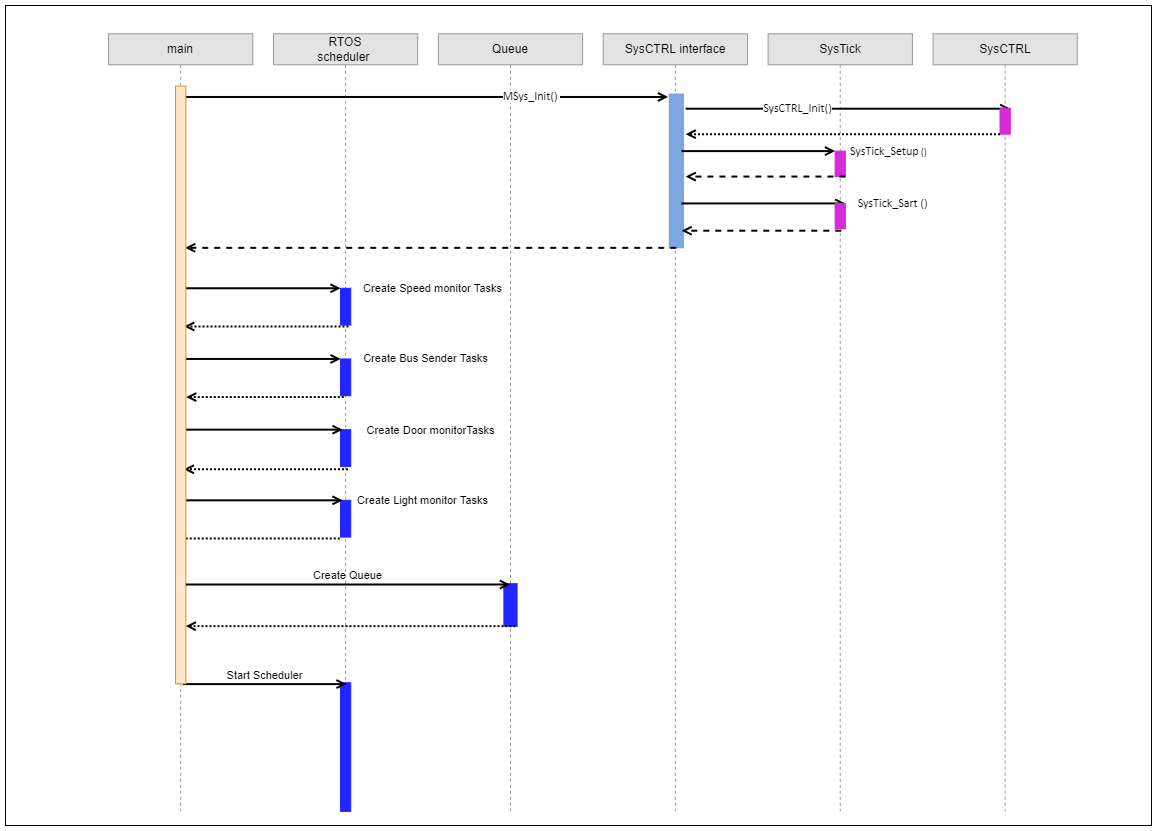 main
RTOS
scheduler
Queue
SysCTRL interface
SysTick
SysCTRL
MSys_Init()
SysCTRL_Init()
SysTick_Setup ()
SysTick_Sart ()
Create Speed monitor Tasks
Create Bus Sender Tasks
Create Door monitorTasks
Create Light monitor Tasks
Create Queue
Start Scheduler